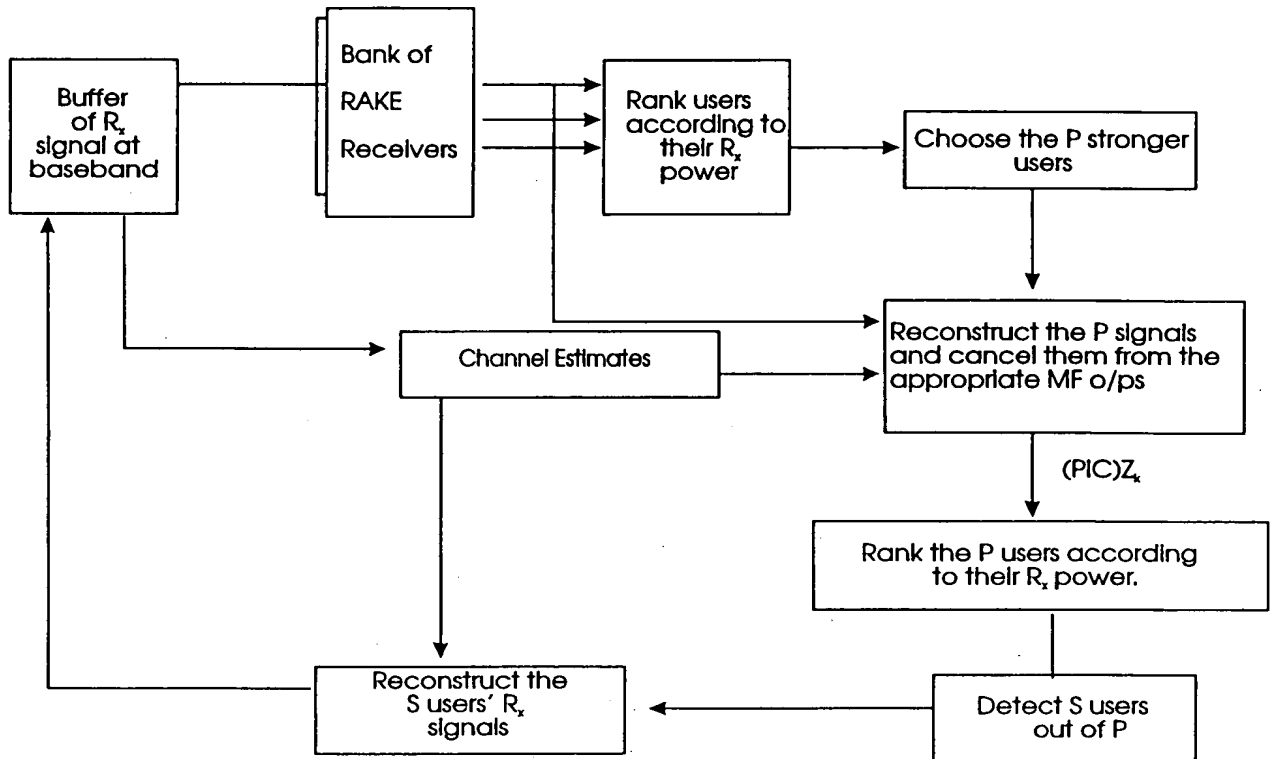 Buffer
of Rx
signal at
baseband
Bank of
RAKE
Receivers
Rank users
according to
their Rx
power
Choose the P stronger
users
Reconstruct the P signals
and cancel them from the
appropriate MF o/ps
Channel Estimates
(PIC)Zk
Rank the P users according
to their Rx power.
Detect S users
out of P
Reconstruct the
S users' Rx
signals